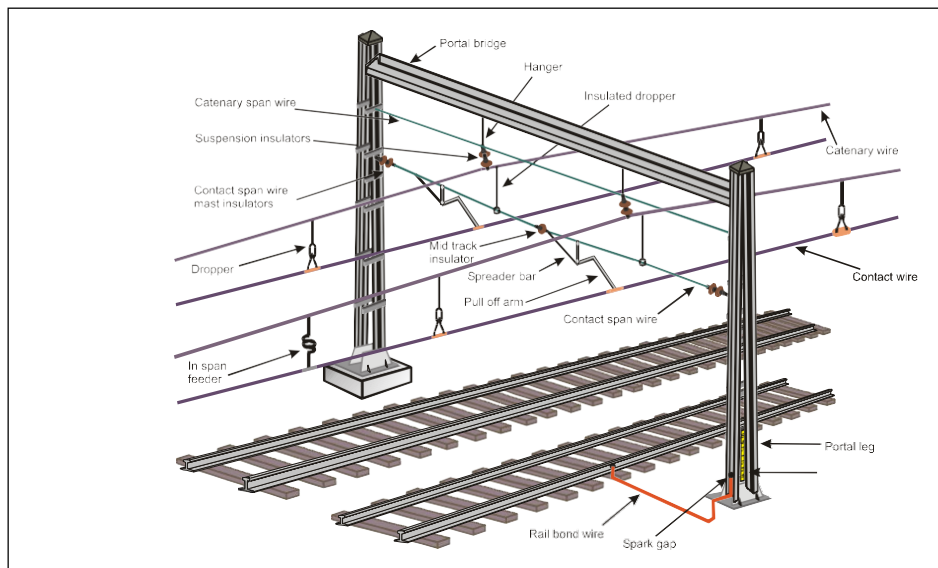 Portal bridge
Hanger
Insulated dropper
Catenary span wire
Suspension insulators
Catenary wire
Contact span wire
mast insulators
Mid track
insulator
Dropper
Spreader bar
Contact wire
Pull off arm
Contact span wire
In span
feeder
Portal leg
Rail bond wire
Spark gap